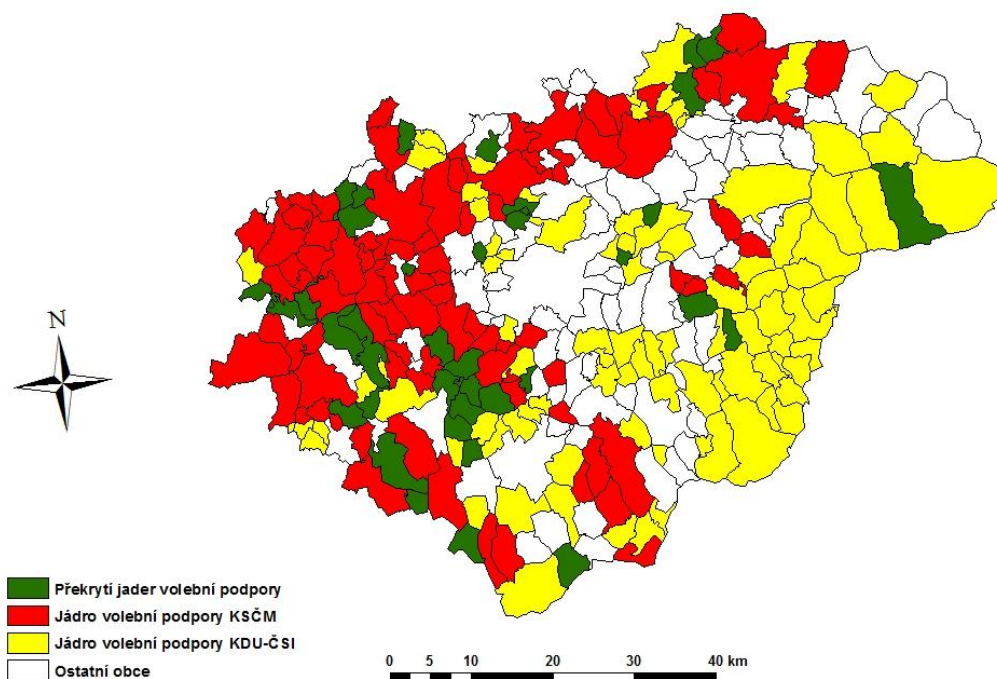 N
Překrytí jader volební podpory
Jádro volební podpory KSČM
Jádro volební podpory KDU-ČSl
Ostatní obce
0 5 10 20 30 40 km